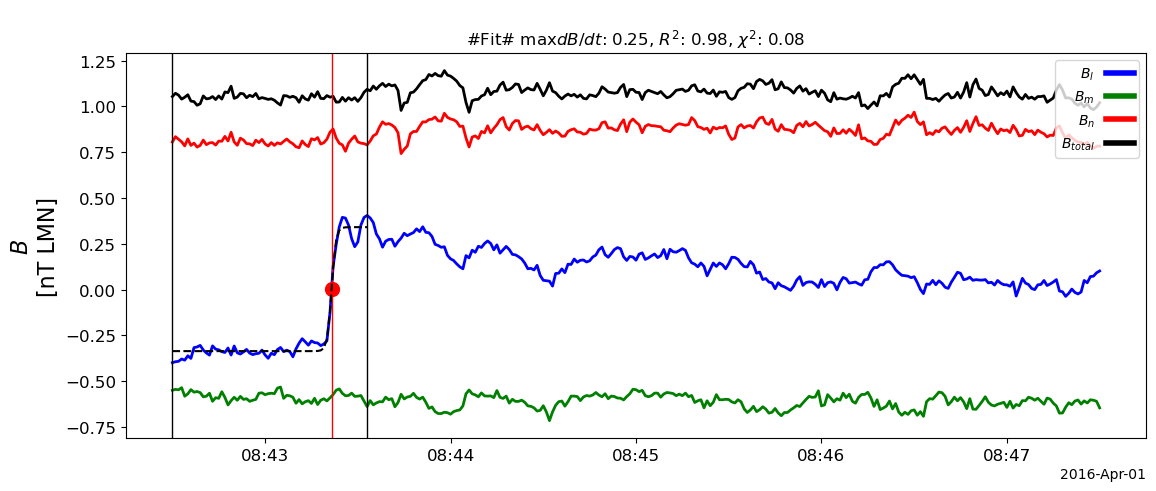 #Fit# maxdB/dt: 0.25, R²: 0.98, χ²: 0.08
1.25
1.00
0.75
0.50
0.25
0.00
−0.25
−0.50
−0.75
B
[nT LMN]
B_l
B_m
B_n
B_total
08:43 08:44 08:45 08:46 08:47
2016-Apr-01